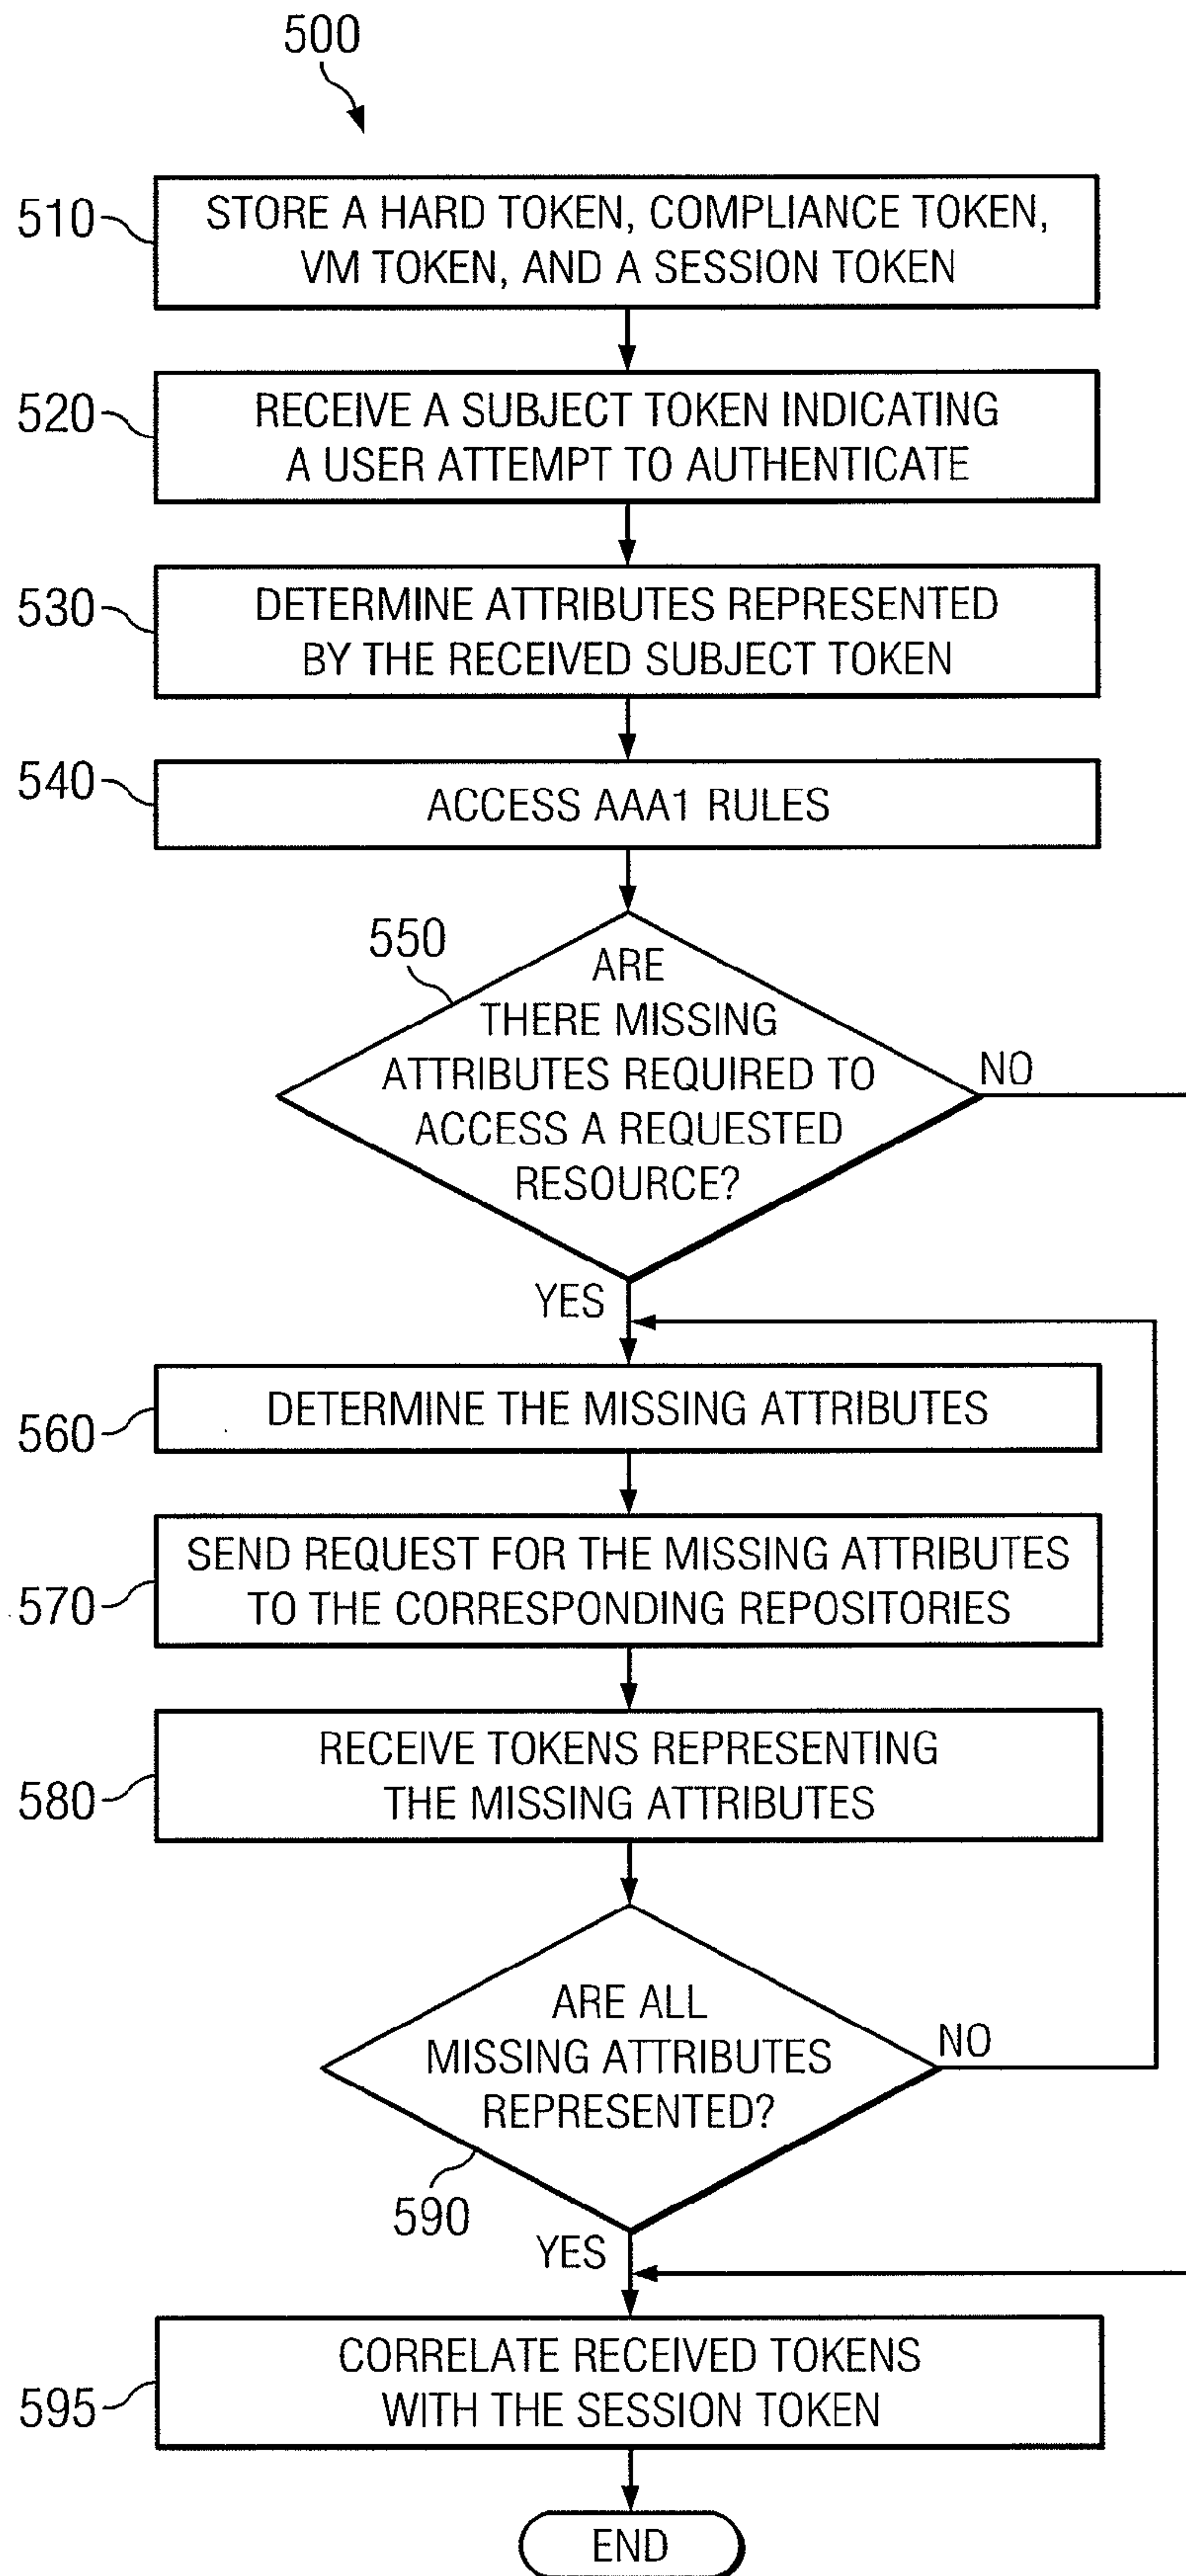 500
510
STORE A HARD TOKEN, COMPLIANCE TOKEN,
VM TOKEN, AND A SESSION TOKEN
520
RECEIVE A SUBJECT TOKEN INDICATING
A USER ATTEMPT TO AUTHENTICATE
530
DETERMINE ATTRIBUTES REPRESENTED
BY THE RECEIVED SUBJECT TOKEN
540
ACCESS AAA1 RULES
550
ARE
THERE MISSING
ATTRIBUTES REQUIRED TO
ACCESS A REQUESTED
RESOURCE?
NO
YES
560
DETERMINE THE MISSING ATTRIBUTES
570
SEND REQUEST FOR THE MISSING ATTRIBUTES
TO THE CORRESPONDING REPOSITORIES
580
RECEIVE TOKENS REPRESENTING
THE MISSING ATTRIBUTES
ARE ALL
MISSING ATTRIBUTES
REPRESENTED?
NO
590
YES
595
CORRELATE RECEIVED TOKENS
WITH THE SESSION TOKEN
END